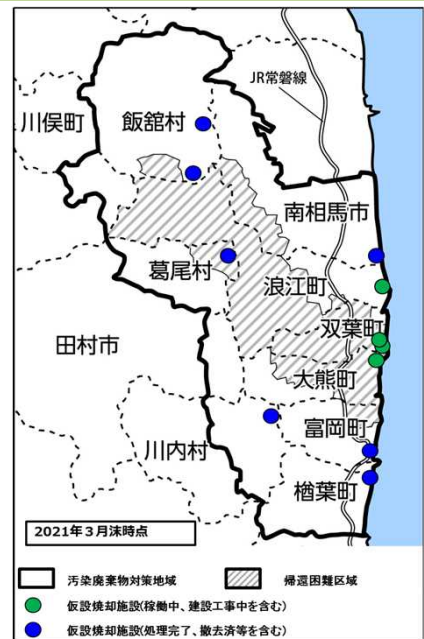 JR常磐線
川俣町
飯舘村
南相馬市
葛尾村
浪江町
双葉町
田村市
大熊町
富岡町
川内村
楢葉町
2021年3月沫時点
汚染廃棄物対策地域
帰還困難区域
仮設焼却施設(稼働中、建設工事中を含む)
仮設焼却施設(処理完了、撤去済等を含む)